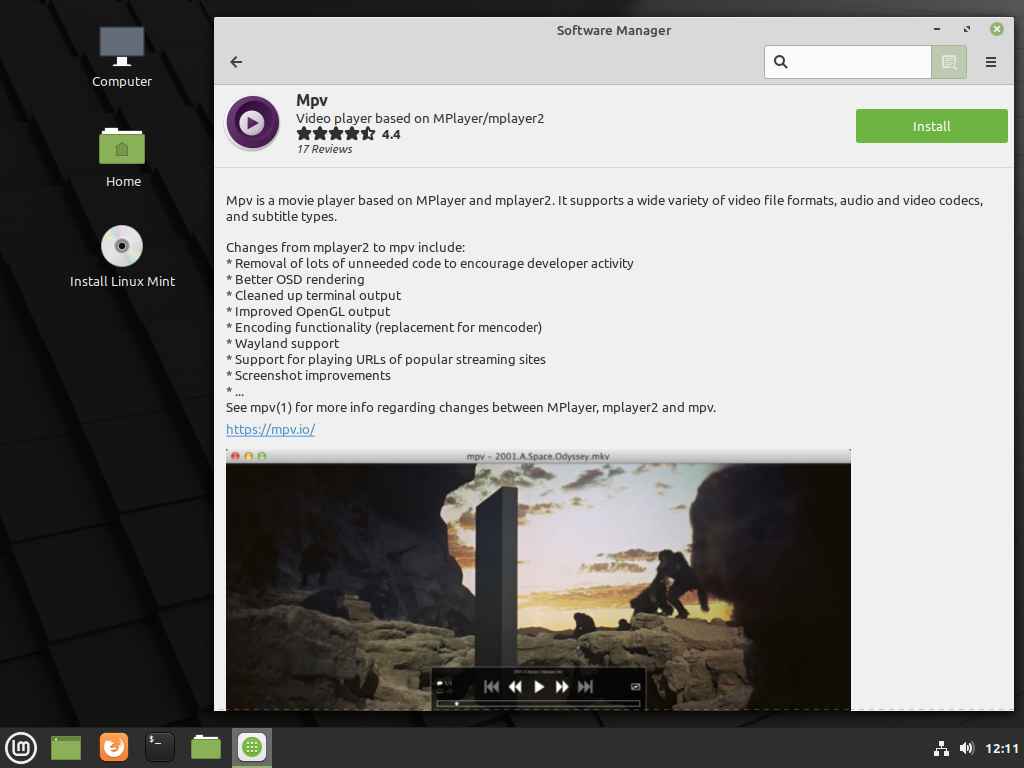 Software Manager
Computer
Home
Install Linux Mint
Mpv
Video player based on MPlayer/mplayer2
4.4
17 Reviews
Install
Mpv is a movie player based on MPlayer and mplayer2. It supports a wide variety of video file formats, audio and video codecs,
and subtitle types.
Changes from mplayer2 to mpv include:
* Removal of lots of unneeded code to encourage developer activity
* Better OSD rendering
* Cleaned up terminal output
* Improved OpenGL output
* Encoding functionality (replacement for mencoder)
* Wayland support
* Support for playing URLs of popular streaming sites
* Screenshot improvements
* ...
See mpv(1) for more info regarding changes between MPlayer, mplayer2 and mpv.
https://mpv.io/
mpv - 2001.A.Space.Odyssey.mkv
$_
12:11